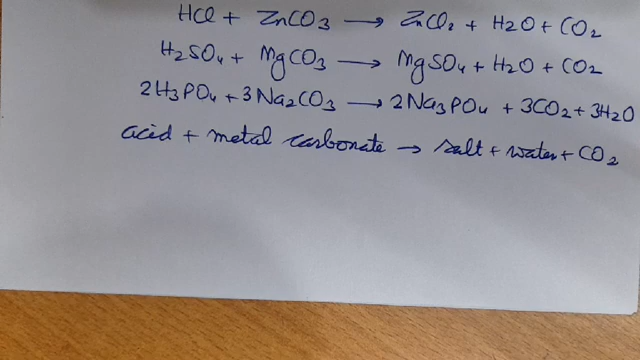 HCl + ZnCO3 → ZnCl2 + H2O + CO2
H2SO4 + MgCO3 → MgSO4 + H2O + CO2
2H3PO4 + 3Na2CO3 → 2Na3PO4 + 3CO2 + 3H2O
acid + metal carbonate → salt + water + CO2